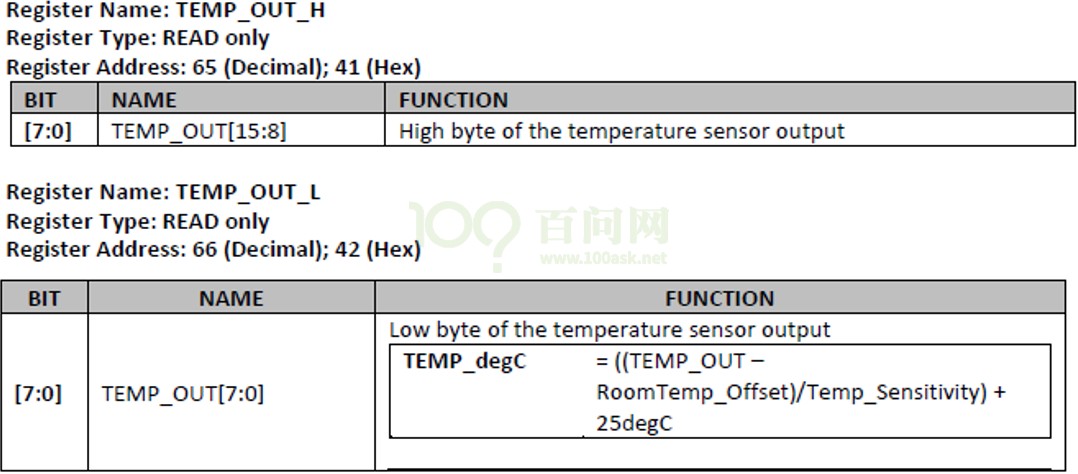 Register Name: TEMP_OUT_H
Register Type: READ only
Register Address: 65 (Decimal); 41 (Hex)
BIT NAME FUNCTION
[7:0] TEMP_OUT[15:8] High byte of the temperature sensor output
Register Name: TEMP_OUT_L
Register Type: READ only
Register Address: 66 (Decimal); 42 (Hex)
100? 百问网
www.100ask.net
BIT NAME FUNCTION
Low byte of the temperature sensor output
TEMP_degC = ((TEMP_OUT –
[7:0] TEMP_OUT[7:0] RoomTemp_Offset)/Temp_Sensitivity) +
25degC